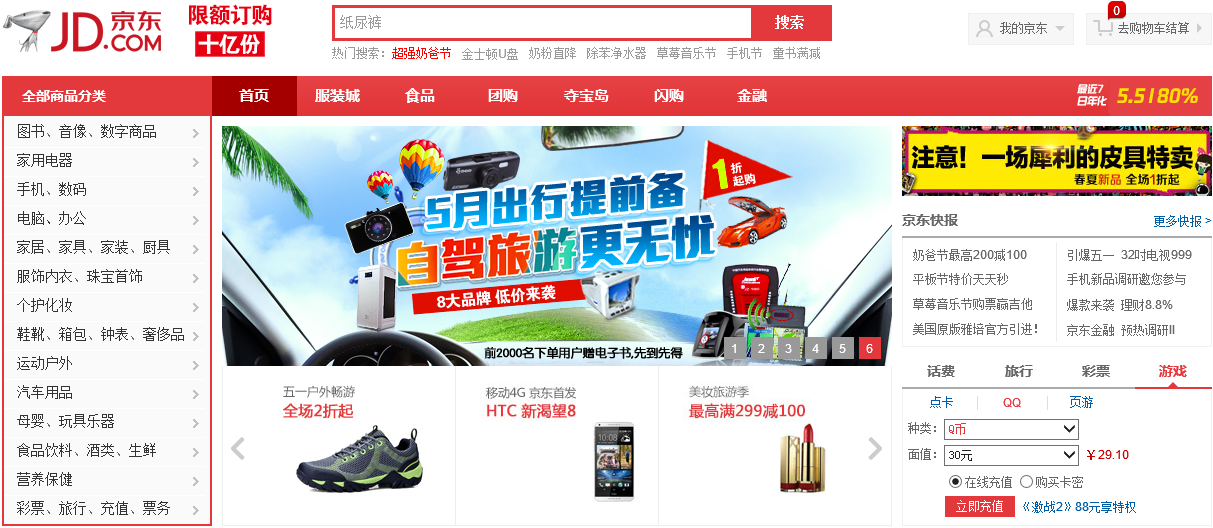 JD.京东
.COM
限额订购
十亿份
纸尿裤
搜索
热门搜索: 超强奶爸节 金士顿U盘 奶粉直降 除苯净水器 草莓音乐节 手机节 童书满减
我的京东
0
去购物车结算
全部商品分类
首页
服装城
食品
团购
夺宝岛
闪购
金融
最近7
日年化
5.5180%
图书、音像、数字商品
家用电器
手机、数码
电脑、办公
家居、家具、家装、厨具
服饰内衣、珠宝首饰
个护化妆
鞋靴、箱包、钟表、奢侈品
运动户外
汽车用品
母婴、玩具乐器
食品饮料、酒类、生鲜
营养保健
彩票、旅行、充值、票务
1折
起购
5月出行提前备
自驾旅游更无忧
8大品牌 低价来袭
前2000名下单用户赠电子书,先到先得
1 2 3 4 5 6
五一户外畅游
全场2折起
移动4G 京东首发
HTC 新渴望8
美妆旅游季
最高满299减100
注意！一场犀利的皮具特卖
春夏新品 全场1折起
京东快报
更多快报 >
奶爸节最高200减100
引爆五一 32吋电视999
平板节特价天天秒
手机新品调研邀您参与
草莓音乐节购票赢吉他
爆款来袭 理财8.8%
美国原版雅培官方引进！
京东金融 预热调研II
话费
旅行
彩票
游戏
点卡
QQ
页游
种类: Q币
面值: 30元 ￥29.10
在线充值 购买卡密
立即充值 《激战2》88元享特权